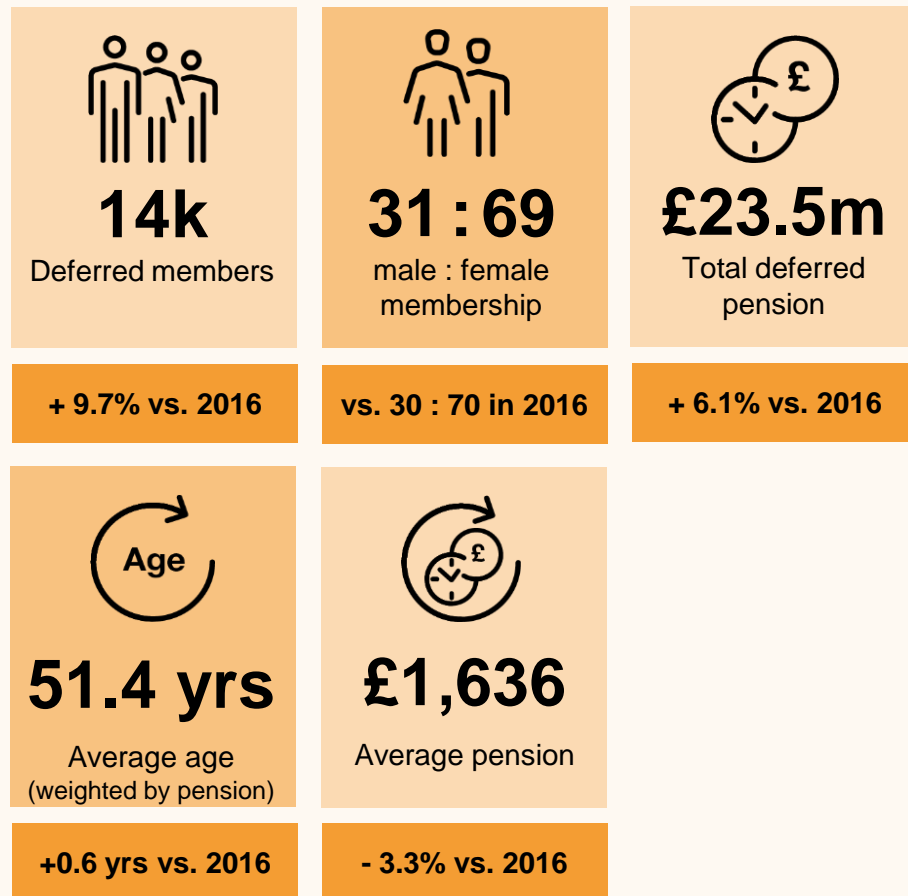 14k
Deferred members
+ 9.7% vs. 2016
31 : 69
male : female
membership
vs. 30 : 70 in 2016
£
£23.5m
Total deferred
pension
+ 6.1% vs. 2016
Age
51.4 yrs
Average age
(weighted by pension)
+0.6 yrs vs. 2016
£
£1,636
Average pension
- 3.3% vs. 2016